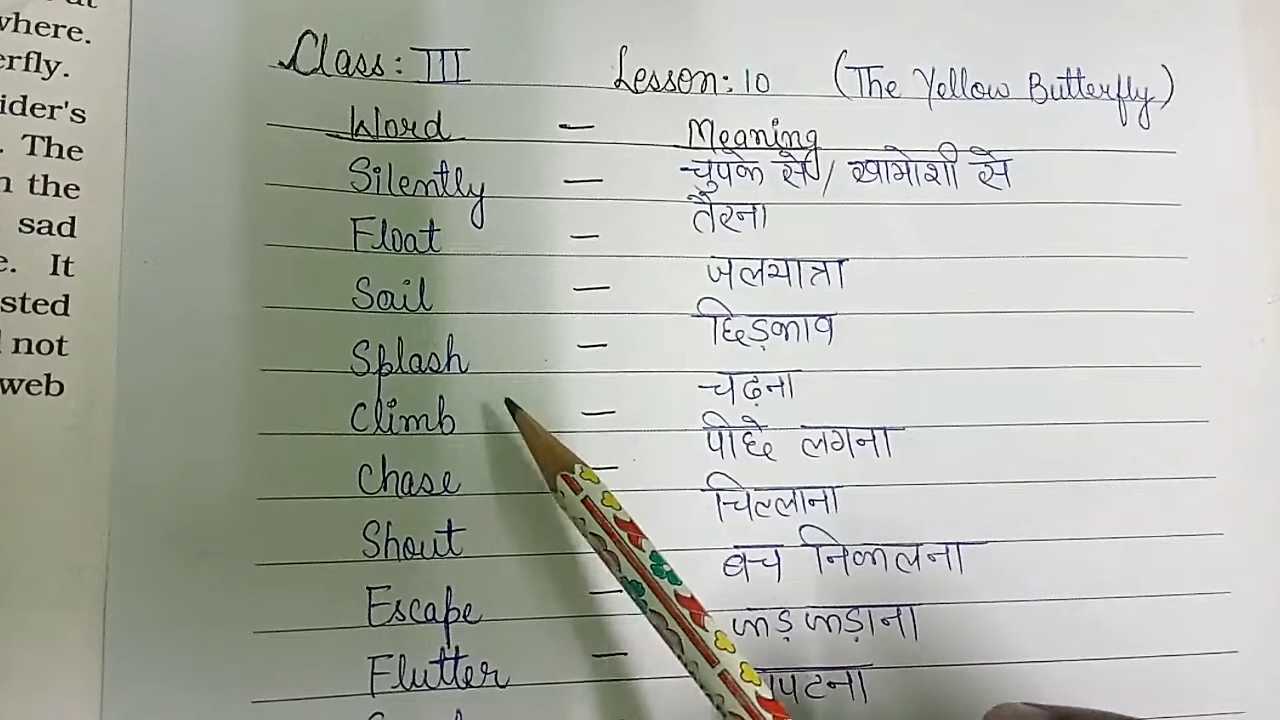 where.
erfly.
ider's
The
n the
sad
e. It
sted
not
web
Class: III Lesson: 10 (The Yellow Butterfly)
Word - Meaning
Silently - चुपके से / खामोशी से
Float - तैरना
Sail - जलयात्रा
Splash - छिड़काव
Climb - चढ़ना
Chase - पीछे लगना
Shout चिल्लाना
Escape - बच निकलना
Flutter - फड़फड़ाना